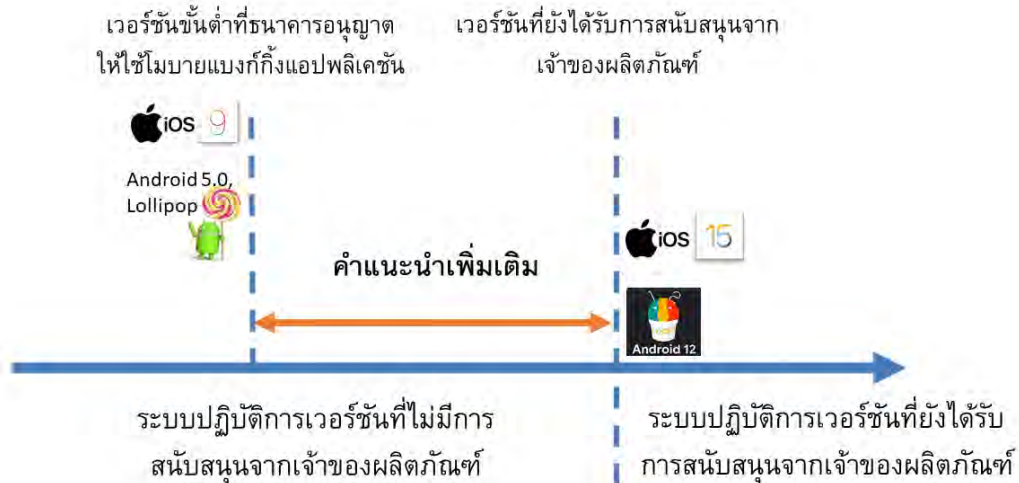 เวอร์ชันขั้นต่ำที่ธนาคารอนุญาต
ให้ใช้โมบายแบงก์กิ้งแอปพลิเคชัน
เวอร์ชันที่ยังได้รับการสนับสนุนจาก
เจ้าของผลิตภัณฑ์
iOS 9
Android 5.0,
Lollipop
คำแนะนำเพิ่มเติม
iOS 15
Android 12
ระบบปฏิบัติการเวอร์ชันที่ไม่มีการ
สนับสนุนจากเจ้าของผลิตภัณฑ์
ระบบปฏิบัติการเวอร์ชันที่ยังได้รับ
การสนับสนุนจากเจ้าของผลิตภัณฑ์